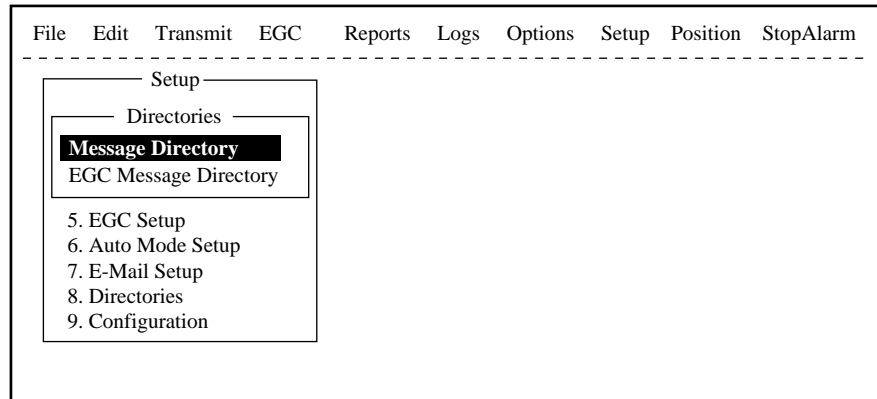 File Edit Transmit EGC Reports Logs Options Setup Position StopAlarm
Setup
Directories
Message Directory
EGC Message Directory
5. EGC Setup
6. Auto Mode Setup
7. E-Mail Setup
8. Directories
9. Configuration